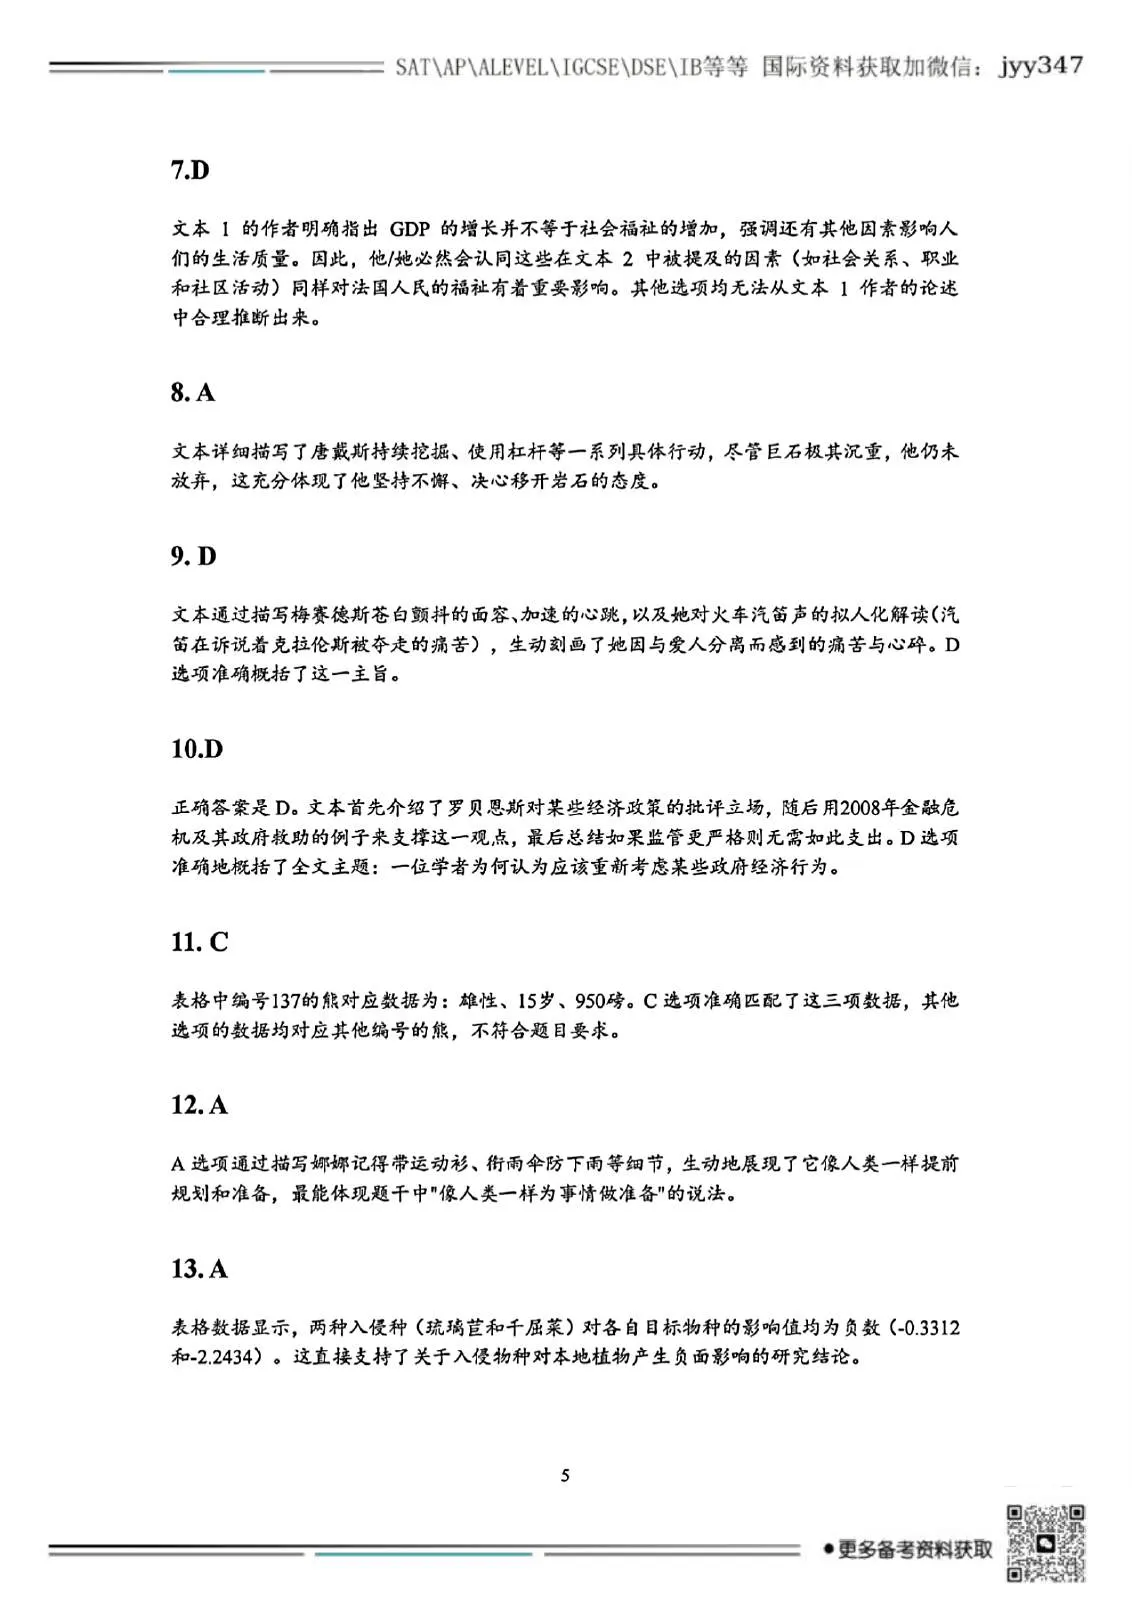 SAT\AP\ALEVEL\IGCSE\DSE\IB等等 国际资料获取加微信：jyy347
7.D
文本 1 的作者明确指出 GDP 的增长并不等于社会福祉的增加，强调还有其他因素影响人
们的生活质量。因此，他/她必然会认同这些在文本 2 中被提及的因素（如社会关系、职业
和社区活动）同样对法国人民的福祉有着重要影响。其他选项均无法从文本 1 作者的论述
中合理推断出来。
8. A
文本详细描写了唐戴斯持续挖掘、使用杠杆等一系列具体行动，尽管巨石极其沉重，他仍未
放弃，这充分体现了他坚持不懈、决心移开岩石的态度。
9. D
文本通过描写梅赛德斯苍白颤抖的面容、加速的心跳，以及她对火车汽笛声的拟人化解读（汽
笛在诉说着克拉伦斯被夺走的痛苦），生动刻画了她因与爱人分离而感到的痛苦与心碎。D
选项准确概括了这一主旨。
10.D
正确答案是 D。文本首先介绍了罗贝恩斯对某些经济政策的批评立场，随后用2008年金融危
机及其政府救助的例子来支撑这一观点，最后总结如果监管更严格则无需如此支出。D 选项
准确地概括了全文主题：一位学者为何认为应该重新考虑某些政府经济行为。
11. C
表格中编号137的熊对应数据为：雄性、15岁、950磅。C 选项准确匹配了这三项数据，其他
选项的数据均对应其他编号的熊，不符合题目要求。
12. A
A 选项通过描写娜娜记得带运动衫、衔雨伞防下雨等细节，生动地展现了它像人类一样提前
规划和准备，最能体现题干中"像人类一样为事情做准备"的说法。
13. A
表格数据显示，两种入侵种（琉璃苣和千屈菜）对各自目标物种的影响值均为负数（-0.3312
和-2.2434）。这直接支持了关于入侵物种对本地植物产生负面影响的研究结论。
5
●更多备考资料获取